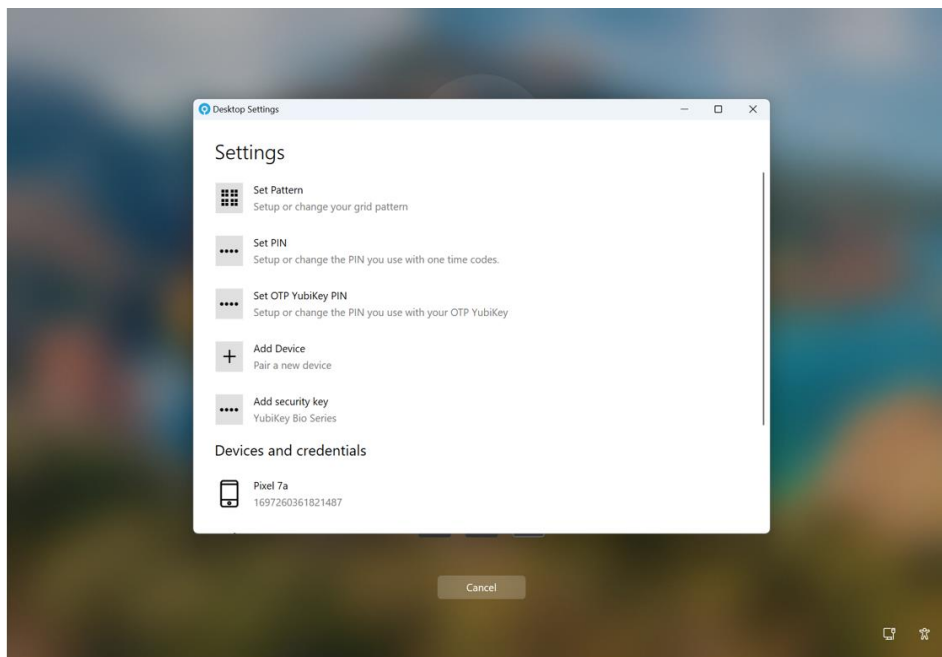 Desktop Settings
Settings
Set Pattern
Setup or change your grid pattern
Set PIN
Setup or change the PIN you use with one time codes.
Set OTP YubiKey PIN
Setup or change the PIN you use with your OTP YubiKey
Add Device
Pair a new device
Add security key
YubiKey Bio Series
Devices and credentials
Pixel 7a
1697260361821487
Cancel